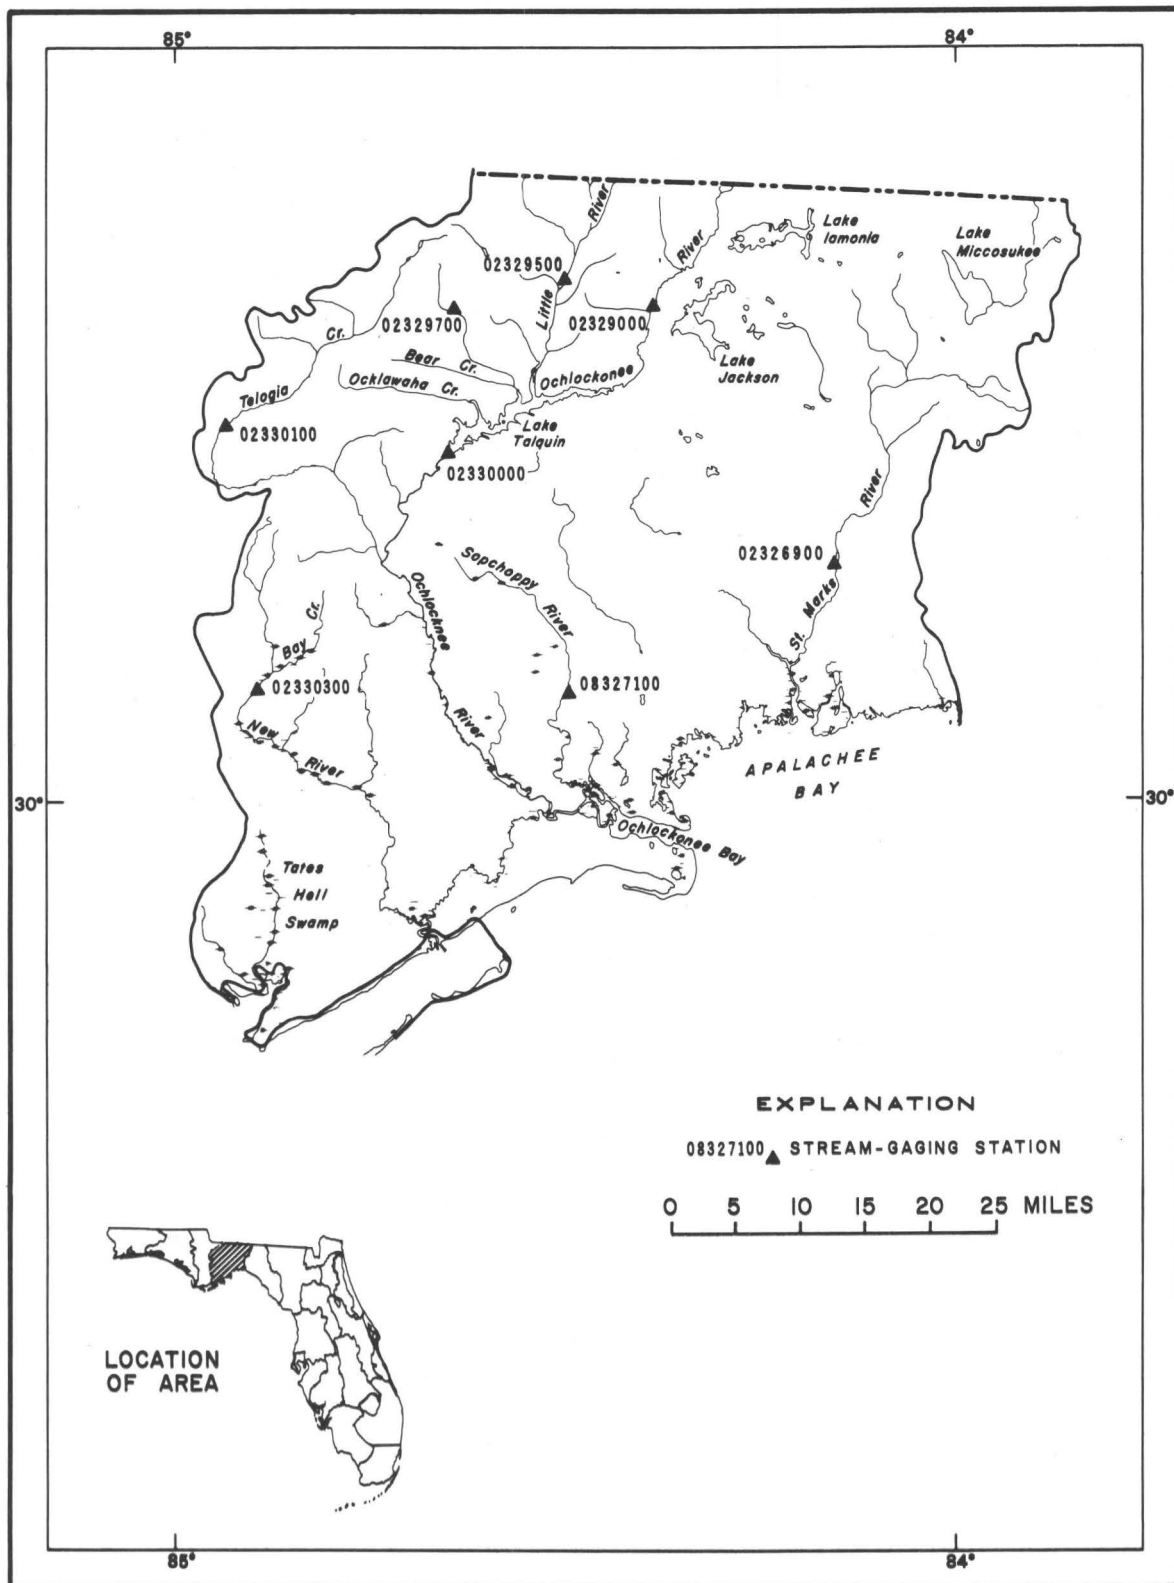 85°
84°
River
Lake
Iamonia
Lake
Miccosukee
River
02329500
Little
02329700
02329000
Cr.
Bear Cr.
Lake
Jackson
Ochlockonee
Ocklawaha Cr.
Telogia
02330100
Lake
Talquin
02330000
River
02326900
Sopchoppy
River
Ochlocknee
River
St. Marks
Bay Cr.
02330300
08327100
New
River
APALACHEE
BAY
30°
30°
Ochlockonee Bay
Tates
Hell
Swamp
EXPLANATION
08327100 STREAM-GAGING STATION
0 5 10 15 20 25 MILES
LOCATION
OF AREA
85°
84°